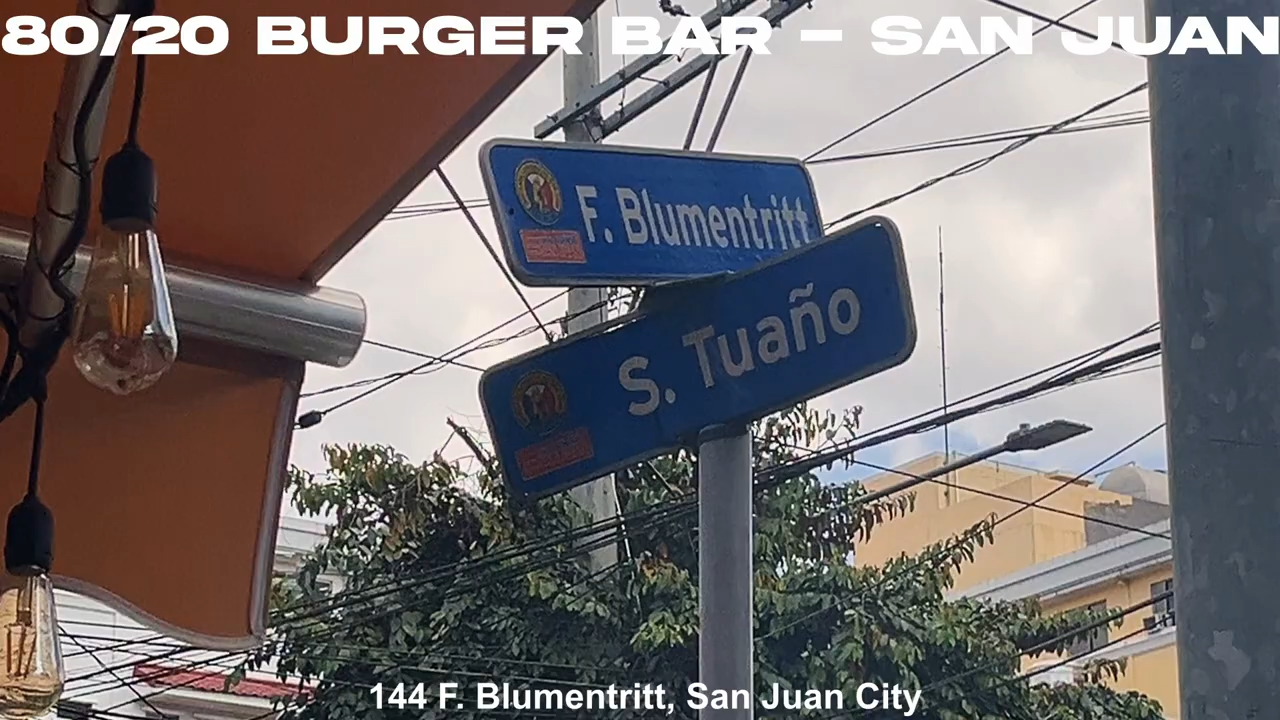 80/20 BURGER BAR – SAN JUAN
F. Blumentritt
S. Tuaño
144 F. Blumentritt, San Juan City